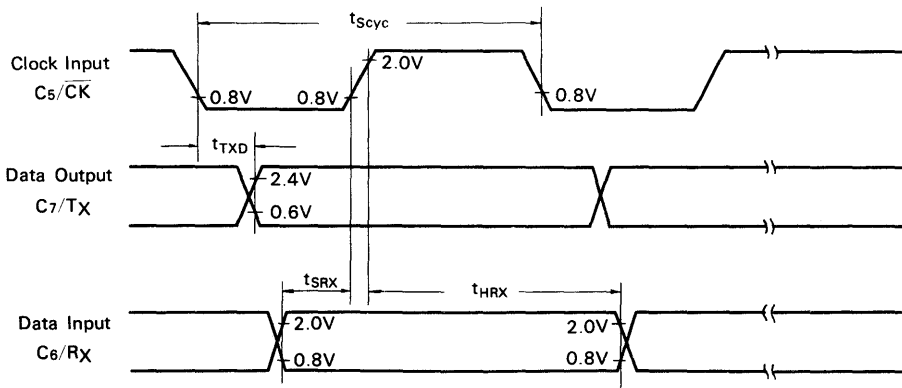 tScyc
Clock Input
C5/CK
2.0V
0.8V
0.8V
0.8V
tTXD
Data Output
C7/TX
2.4V
0.6V
tSRX
tHRX
Data Input
C6/RX
2.0V
2.0V
0.8V
0.8V